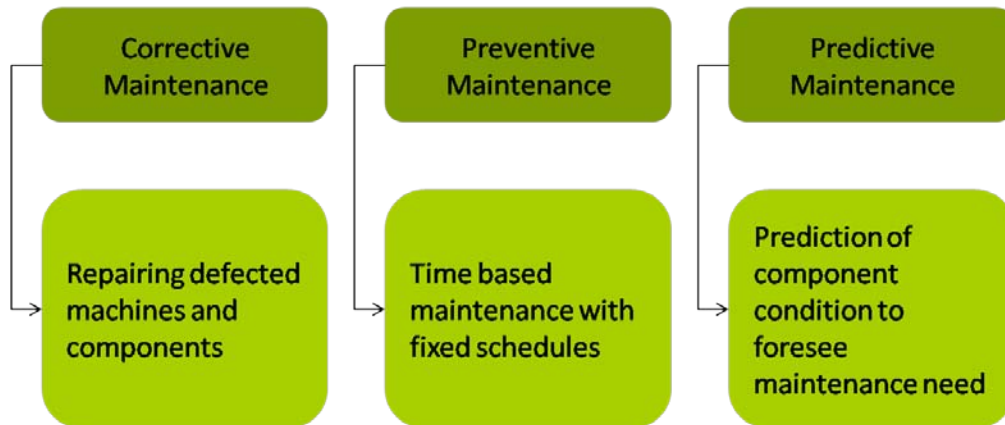 Corrective
Maintenance
Preventive
Maintenance
Predictive
Maintenance
Repairing defected
machines and
components
Time based
maintenance with
fixed schedules
Prediction of
component
condition to
foresee
maintenance need